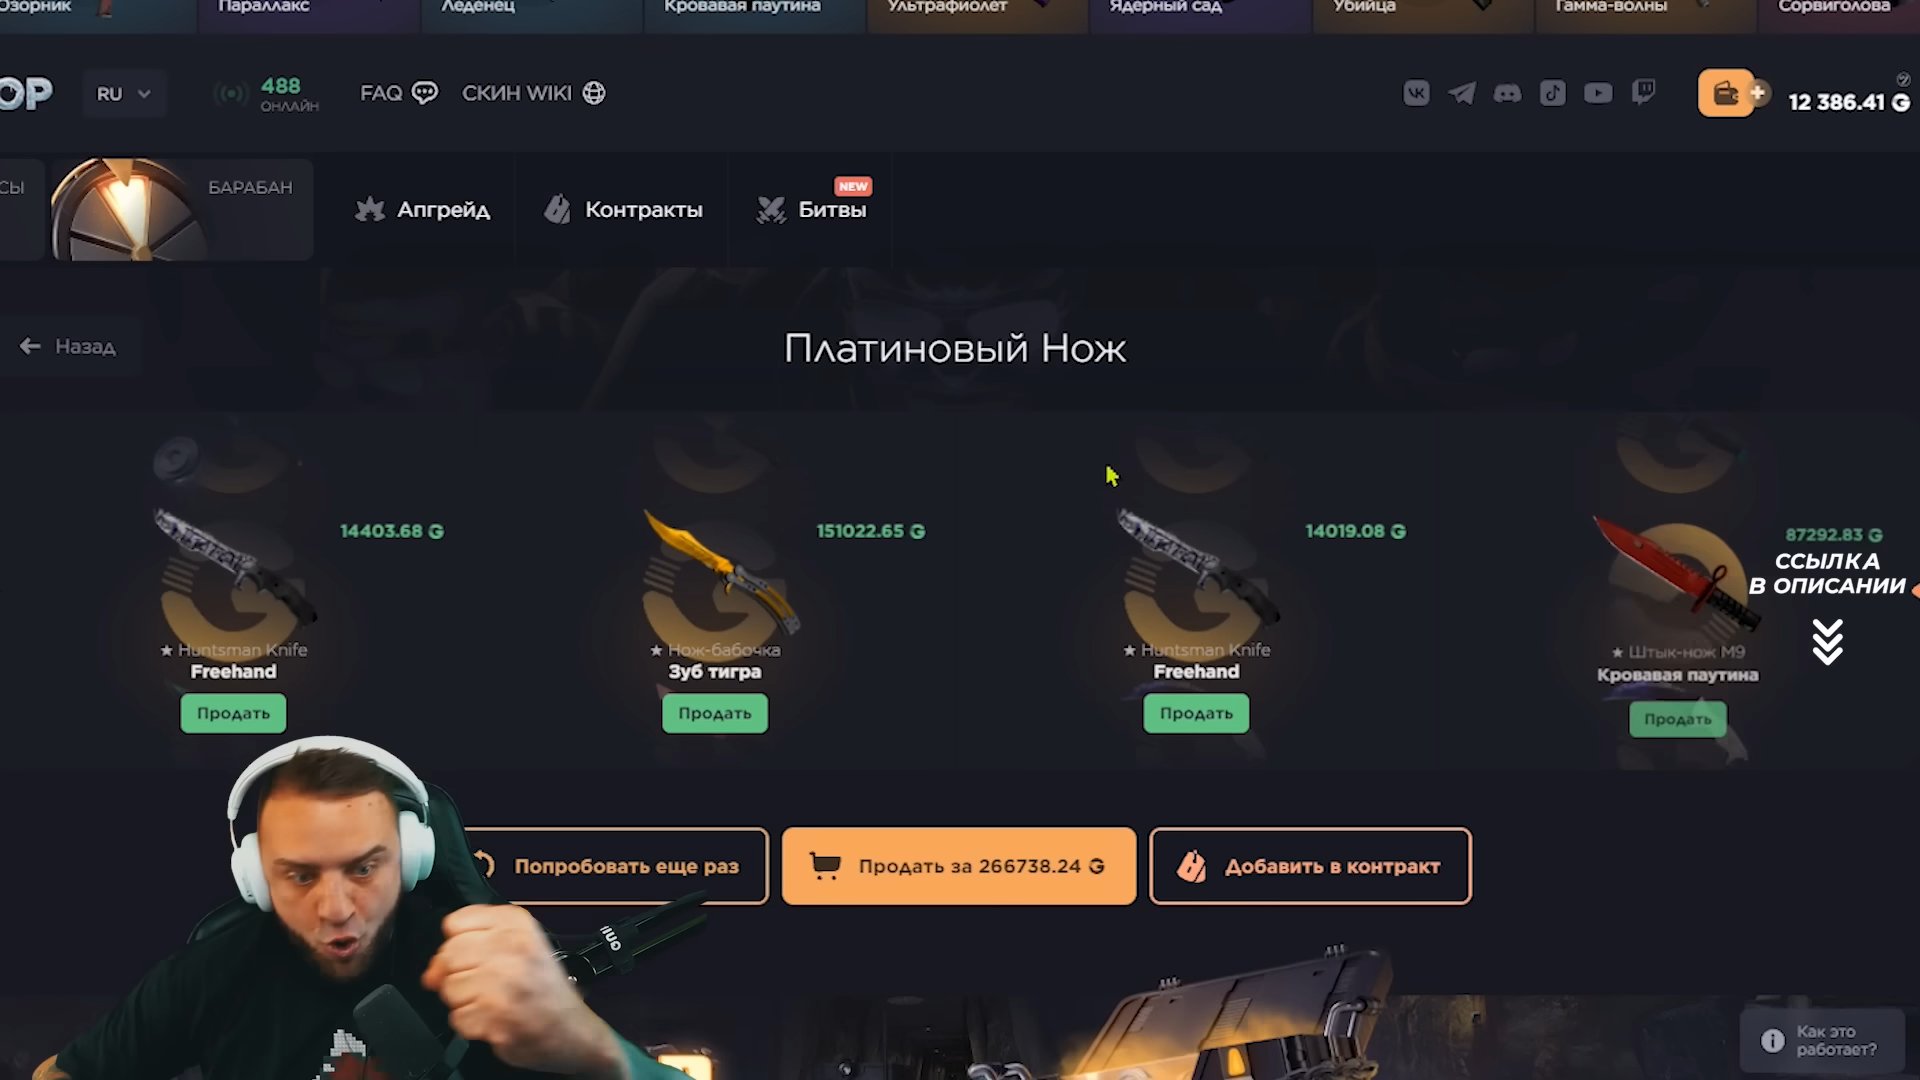 Озорник
Параллакс
Леденец
Кровавая паутина
Ультрафиолет
Ядерный сад
Убийца
Гамма-волны
Сорвиголова
OP
RU
488
ОНЛАЙН
FAQ
СКИН WIKI
12 386.41
СЫ
БАРАБАН
Апгрейд
Контракты
Битвы
NEW
Назад
Платиновый Нож
14403.68
151022.65
14019.08
87292.83
ССЫЛКА
В ОПИСАНИИ
★ Huntsman Knife
Freehand
Продать
★ Нож-бабочка
Зуб тигра
Продать
★ Huntsman Knife
Freehand
Продать
★ Штык-нож M9
Кровавая паутина
Продать
Попробовать еще раз
Продать за 266738.24
Добавить в контракт
Как это
работает?